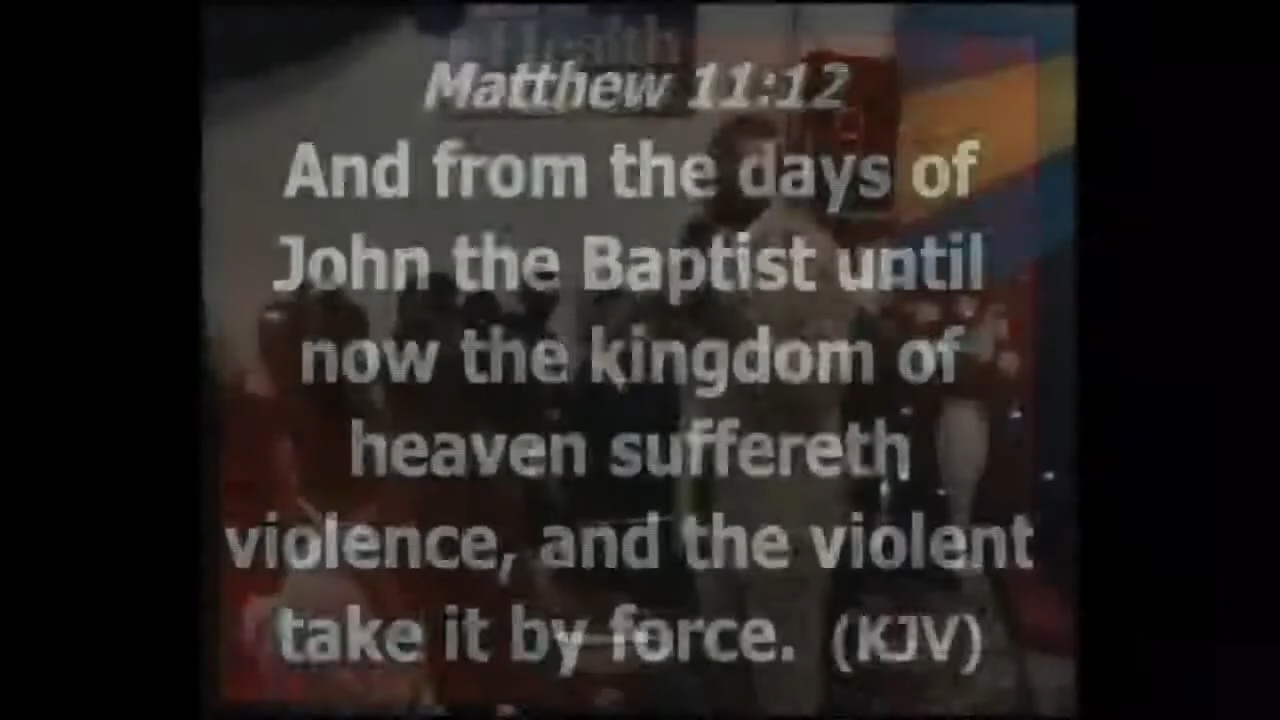 Health
Matthew 11:12
And from the days of
John the Baptist until
now the kingdom of
heaven suffereth
violence, and the violent
take it by force. (KJV)